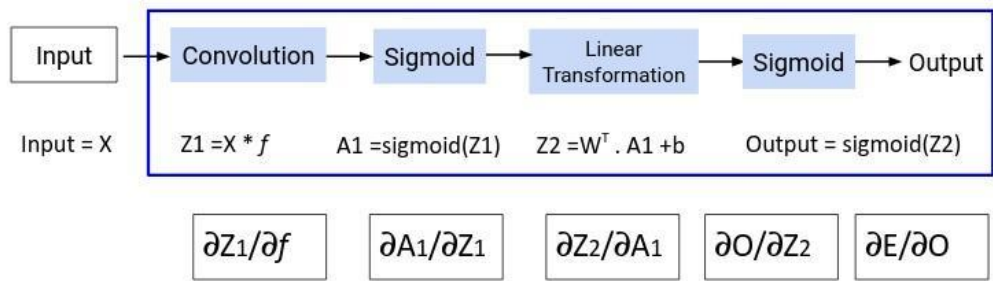 Input
Convolution
Sigmoid
Linear
Transformation
Sigmoid
Output
Input = X
Z1 =X * f
A1 =sigmoid(Z1)
Z2 =Wᵀ . A1 +b
Output = sigmoid(Z2)
∂Z1/∂f
∂A1/∂Z1
∂Z2/∂A1
∂O/∂Z2
∂E/∂O